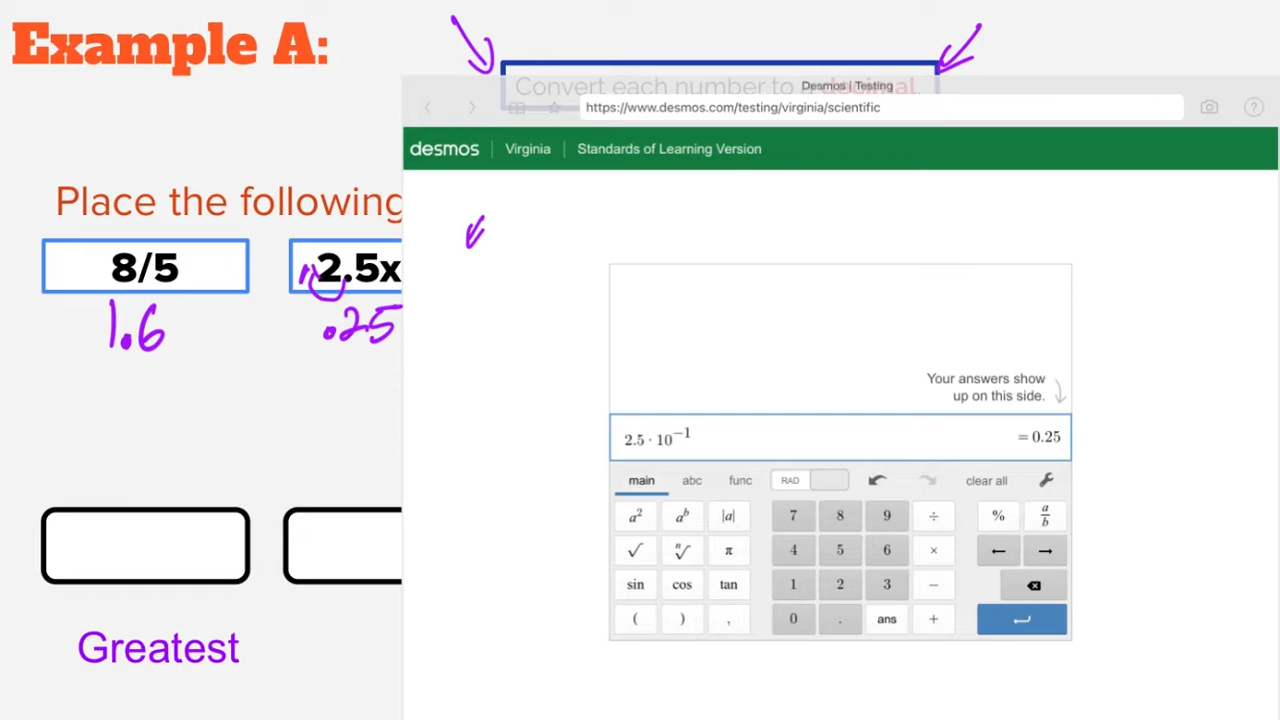 Example A:
Convert each number to a decimal.
Desmos | Testing
https://www.desmos.com/testing/virginia/scientific
?
desmos | Virginia | Standards of Learning Version
Place the following
8/5
2.5x
1.6
.25
Your answers show
up on this side.
2.5 · 10⁻¹ = 0.25
main abc func RAD clear all
a² aᵇ |a| 7 8 9 ÷ % a/b
√ ⁿ√ π 4 5 6 × ← →
sin cos tan 1 2 3 −
( ) , 0 . ans +
Greatest